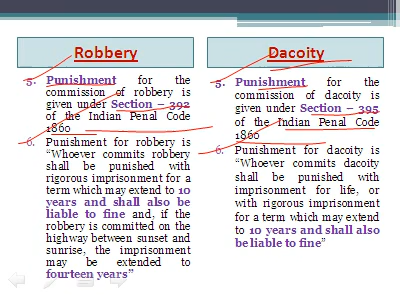 Robbery
5. Punishment for the
commission of robbery is
given under Section – 392
of the Indian Penal Code
1860
6. Punishment for robbery is
“Whoever commits robbery
shall be punished with
rigorous imprisonment for a
term which may extend to 10
years and shall also be
liable to fine and, if the
robbery is committed on the
highway between sunset and
sunrise, the imprisonment
may be extended to
fourteen years”
Dacoity
5. Punishment for the
commission of dacoity is
given under Section – 395
of the Indian Penal Code
1860
6. Punishment for dacoity is
“Whoever commits dacoity
shall be punished with
imprisonment for life, or
with rigorous imprisonment
for a term which may extend
to 10 years and shall also
be liable to fine”